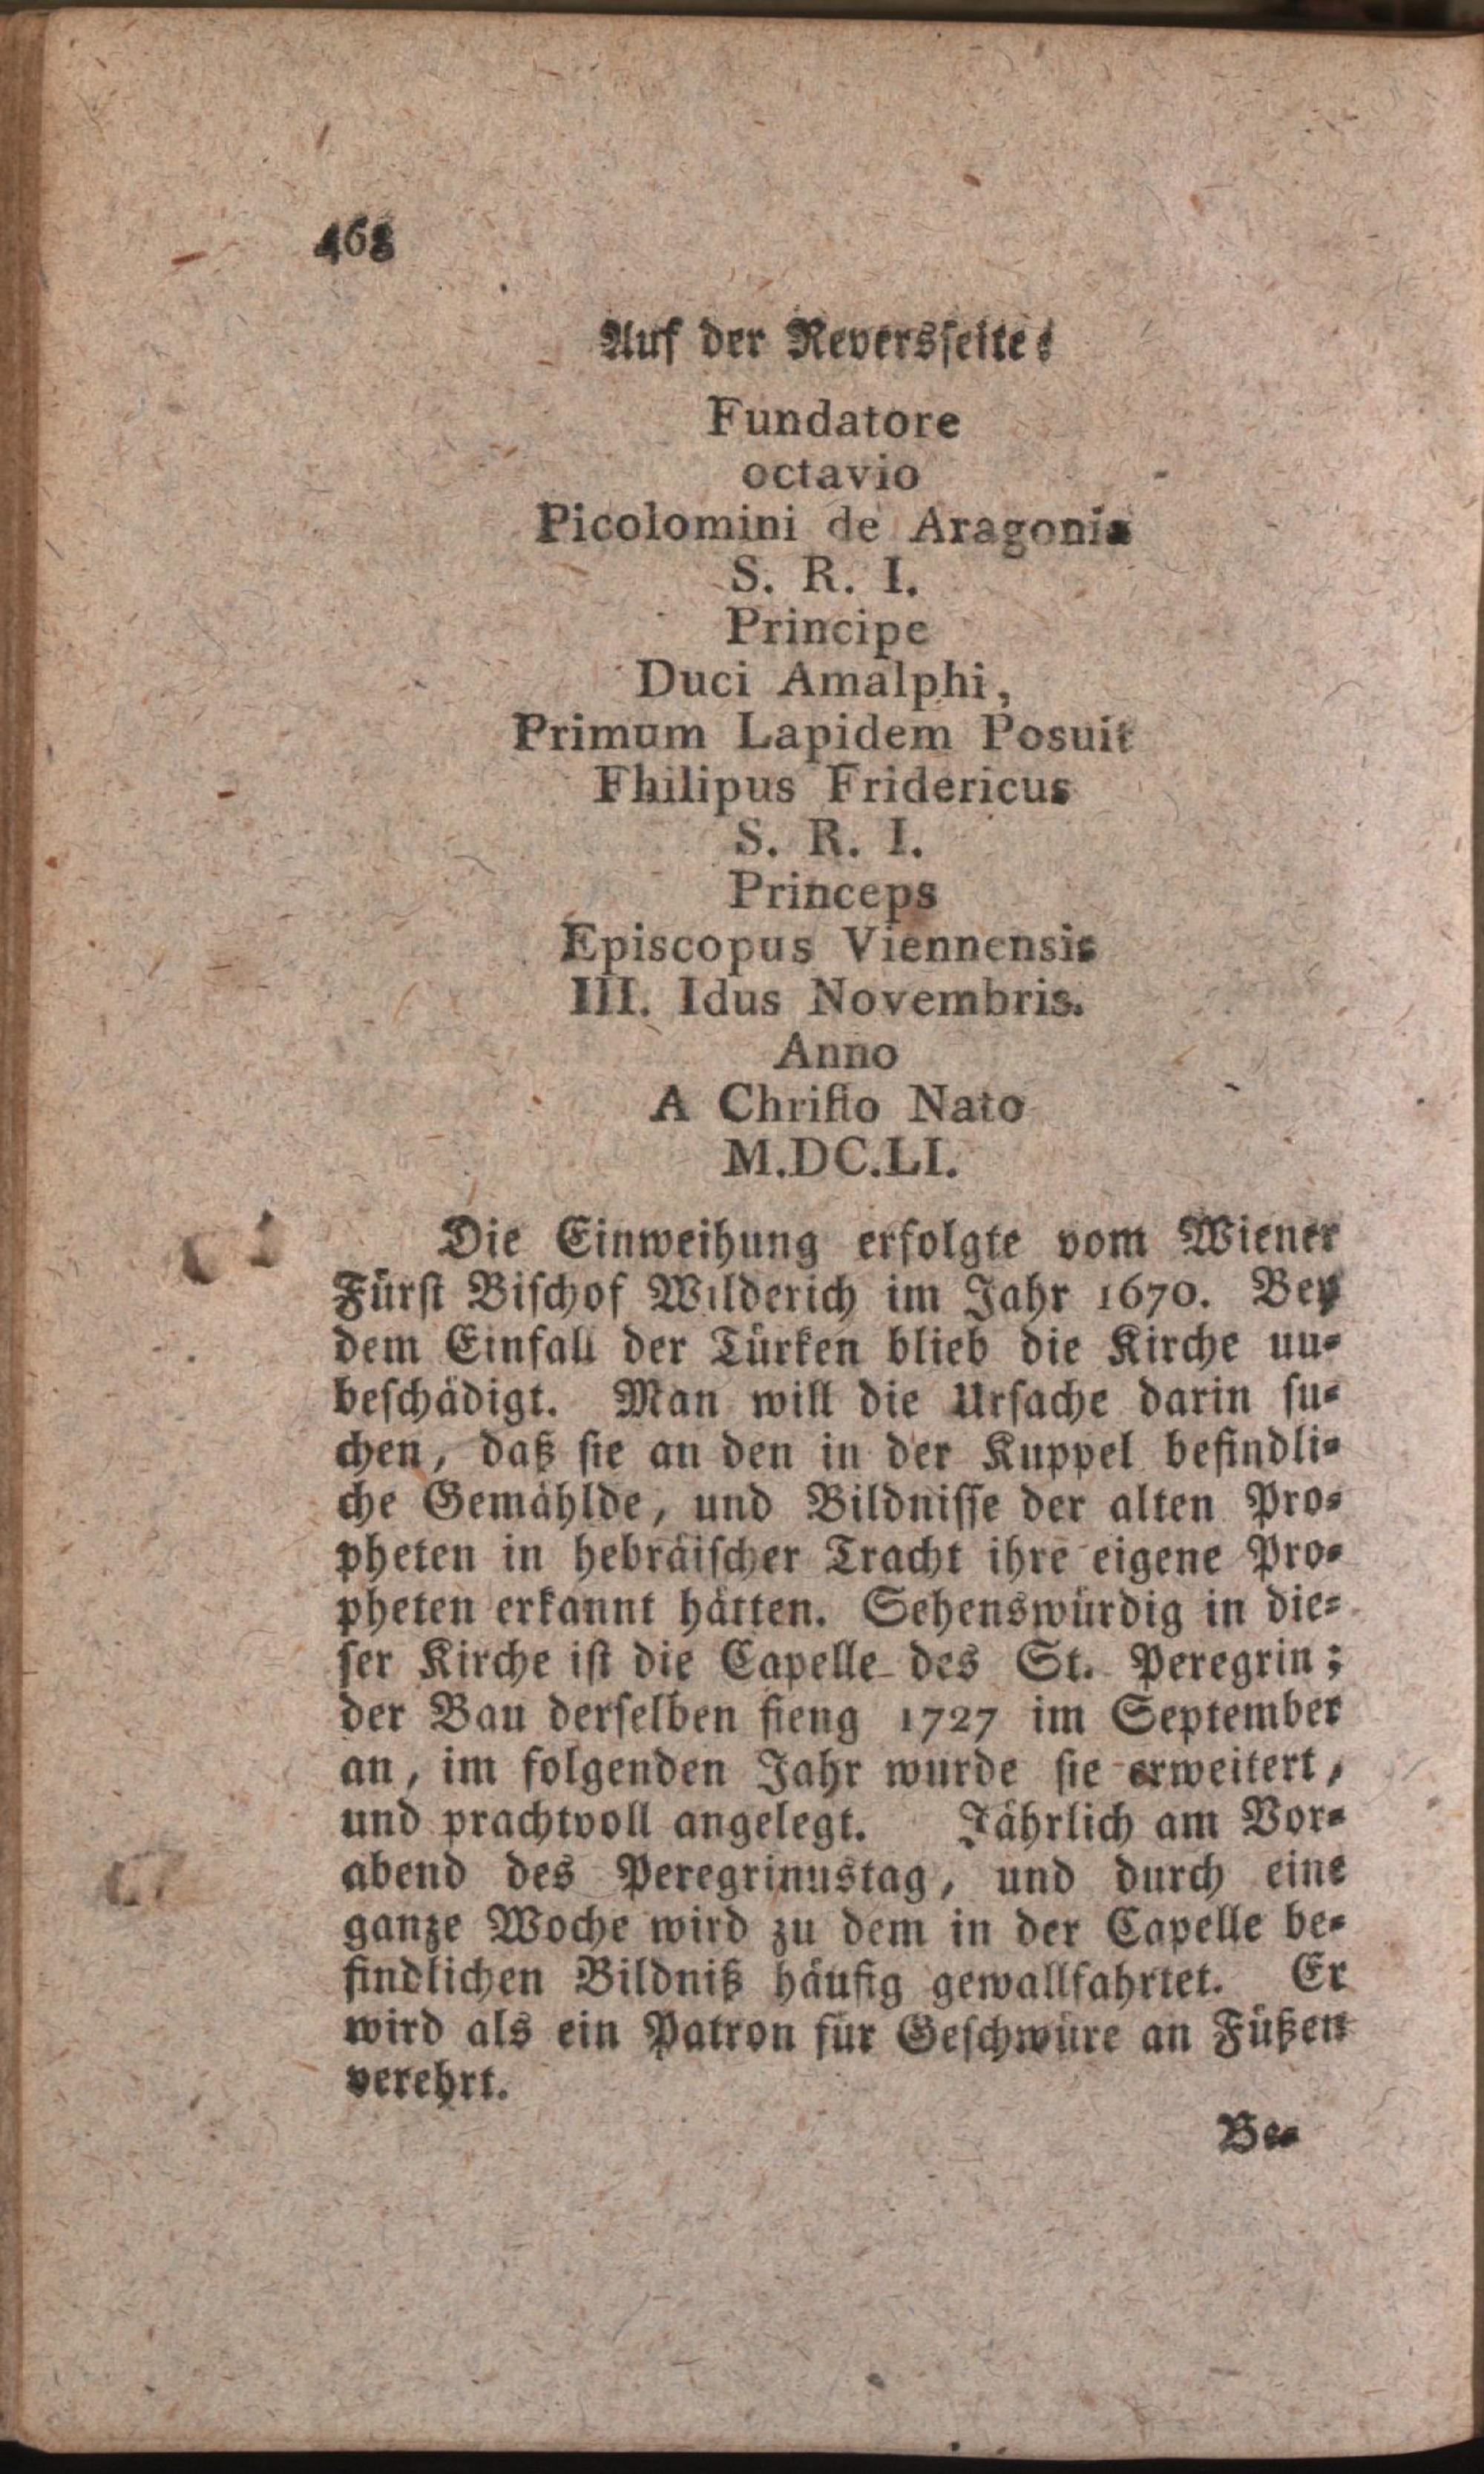 468
Auf der Reversseite:
Fundatore
octavio
Picolomini de Aragonia
S. R. I.
Principe
Duci Amalphi,
Primum Lapidem Posuit
Fhilipus Fridericus
S. R. I.
Princeps
Episcopus Viennensis
III. Idus Novembris.
Anno
A Chriſto Nato
M.DC.LI.
Die Einweihung erfolgte vom Wiener
Fürst Bischof Wilderich im Jahr 1670. Bey
dem Einfall der Türken blieb die Kirche uu-
beschädigt. Man will die Ursache darin su-
chen, daß sie an den in der Kuppel befindli-
che Gemählde, und Bildnisse der alten Pro-
pheten in hebräischer Tracht ihre eigene Pro-
pheten erkannt hätten. Sehenswürdig in die-
ser Kirche ist die Capelle des St. Peregrin;
der Bau derselben fieng 1727 im September
an, im folgenden Jahr wurde sie erweitert,
und prachtvoll angelegt. Jährlich am Vor-
abend des Peregrinustag, und durch eine
ganze Woche wird zu dem in der Capelle be-
findlichen Bildniß häufig gewallfahrtet. Er
wird als ein Patron für Geschwüre an Füßen
verehrt.
Be-